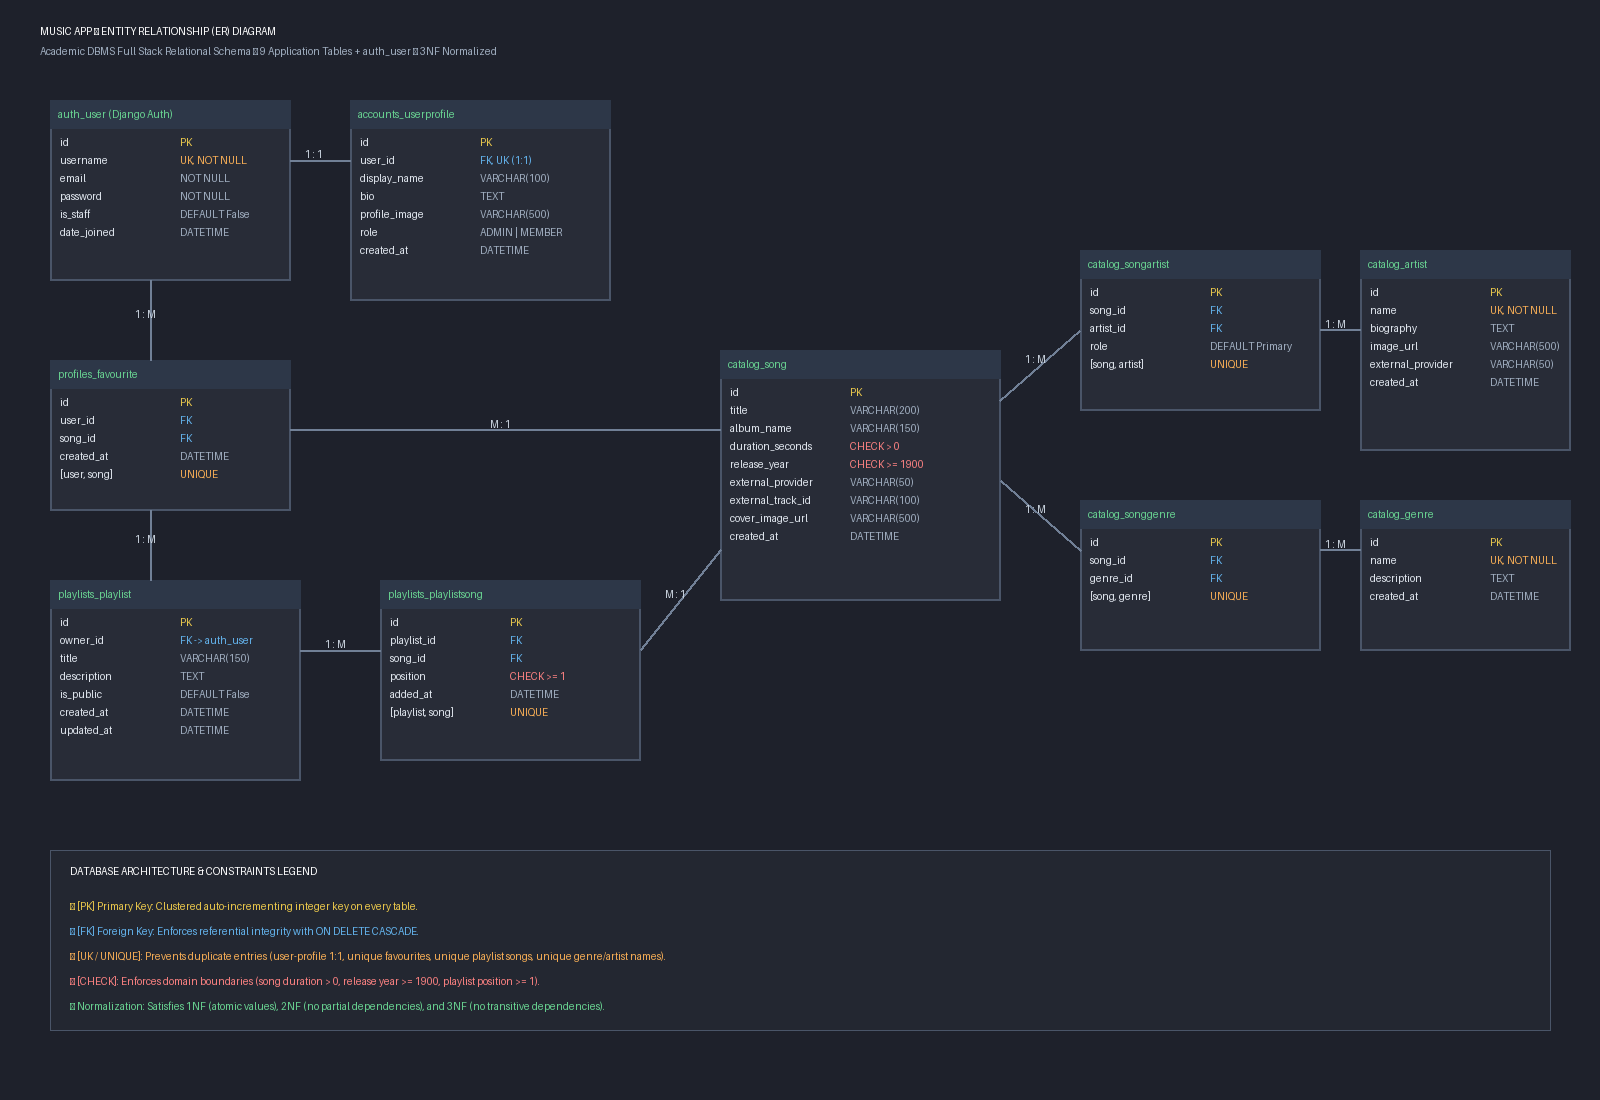 MUSIC APP ENTITY RELATIONSHIP (ER) DIAGRAM
Academic DBMS Full Stack Relational Schema 9 Application Tables + auth_user 3NF Normalized
auth_user (Django Auth)
id PK
username UK, NOT NULL
email NOT NULL
password NOT NULL
is_staff DEFAULT False
date_joined DATETIME
1 : 1
accounts_userprofile
id PK
user_id FK, UK (1:1)
display_name VARCHAR(100)
bio TEXT
profile_image VARCHAR(500)
role ADMIN | MEMBER
created_at DATETIME
1 : M
profiles_favourite
id PK
user_id FK
song_id FK
created_at DATETIME
[user, song] UNIQUE
M : 1
catalog_song
id PK
title VARCHAR(200)
album_name VARCHAR(150)
duration_seconds CHECK > 0
release_year CHECK >= 1900
external_provider VARCHAR(50)
external_track_id VARCHAR(100)
cover_image_url VARCHAR(500)
created_at DATETIME
1 : M
catalog_songartist
id PK
song_id FK
artist_id FK
role DEFAULT Primary
[song, artist] UNIQUE
1 : M
catalog_artist
id PK
name UK, NOT NULL
biography TEXT
image_url VARCHAR(500)
external_provider VARCHAR(50)
created_at DATETIME
1 : M
catalog_songgenre
id PK
song_id FK
genre_id FK
[song, genre] UNIQUE
1 : M
catalog_genre
id PK
name UK, NOT NULL
description TEXT
created_at DATETIME
1 : M
playlists_playlist
id PK
owner_id FK -> auth_user
title VARCHAR(150)
description TEXT
is_public DEFAULT False
created_at DATETIME
updated_at DATETIME
1 : M
playlists_playlistsong
id PK
playlist_id FK
song_id FK
position CHECK >= 1
added_at DATETIME
[playlist, song] UNIQUE
M : 1
DATABASE ARCHITECTURE & CONSTRAINTS LEGEND
[PK] Primary Key: Clustered auto-incrementing integer key on every table.
[FK] Foreign Key: Enforces referential integrity with ON DELETE CASCADE.
[UK / UNIQUE]: Prevents duplicate entries (user-profile 1:1, unique favourites, unique playlist songs, unique genre/artist names).
[CHECK]: Enforces domain boundaries (song duration > 0, release year >= 1900, playlist position >= 1).
Normalization: Satisfies 1NF (atomic values), 2NF (no partial dependencies), and 3NF (no transitive dependencies).